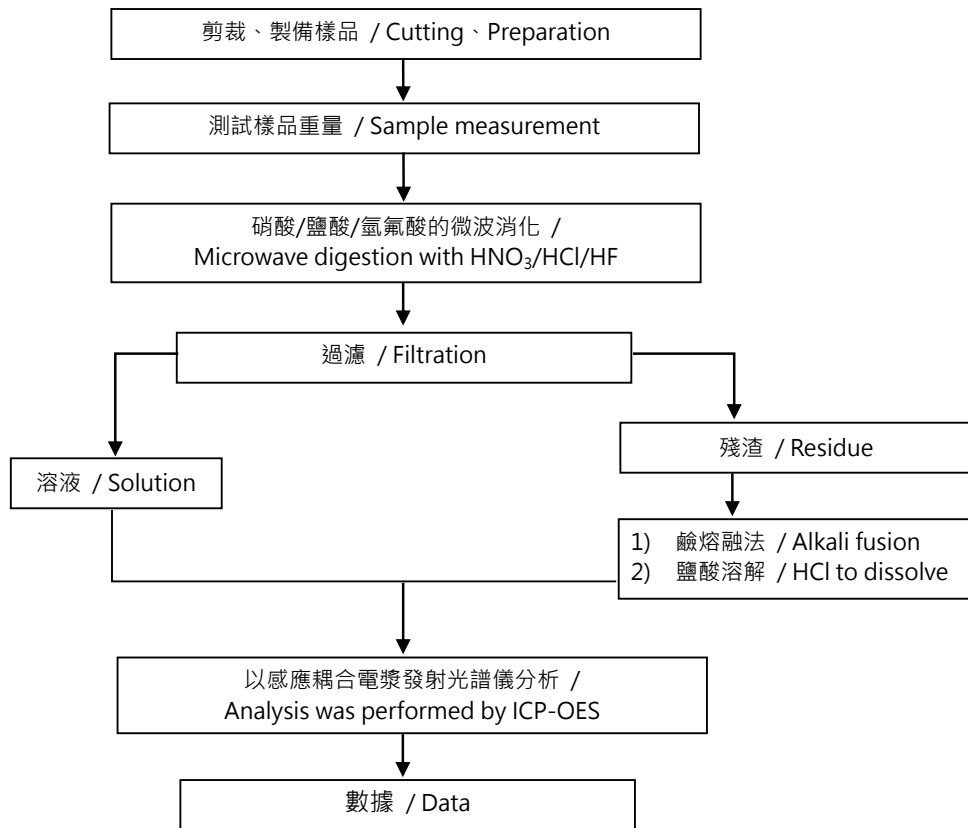 剪裁、製備樣品 / Cutting、Preparation
測試樣品重量 / Sample measurement
硝酸/鹽酸/氫氟酸的微波消化 /
Microwave digestion with HNO₃/HCl/HF
過濾 / Filtration
溶液 / Solution
殘渣 / Residue
1) 鹼熔融法 / Alkali fusion
2) 鹽酸溶解 / HCl to dissolve
以感應耦合電漿發射光譜儀分析 /
Analysis was performed by ICP-OES
數據 / Data